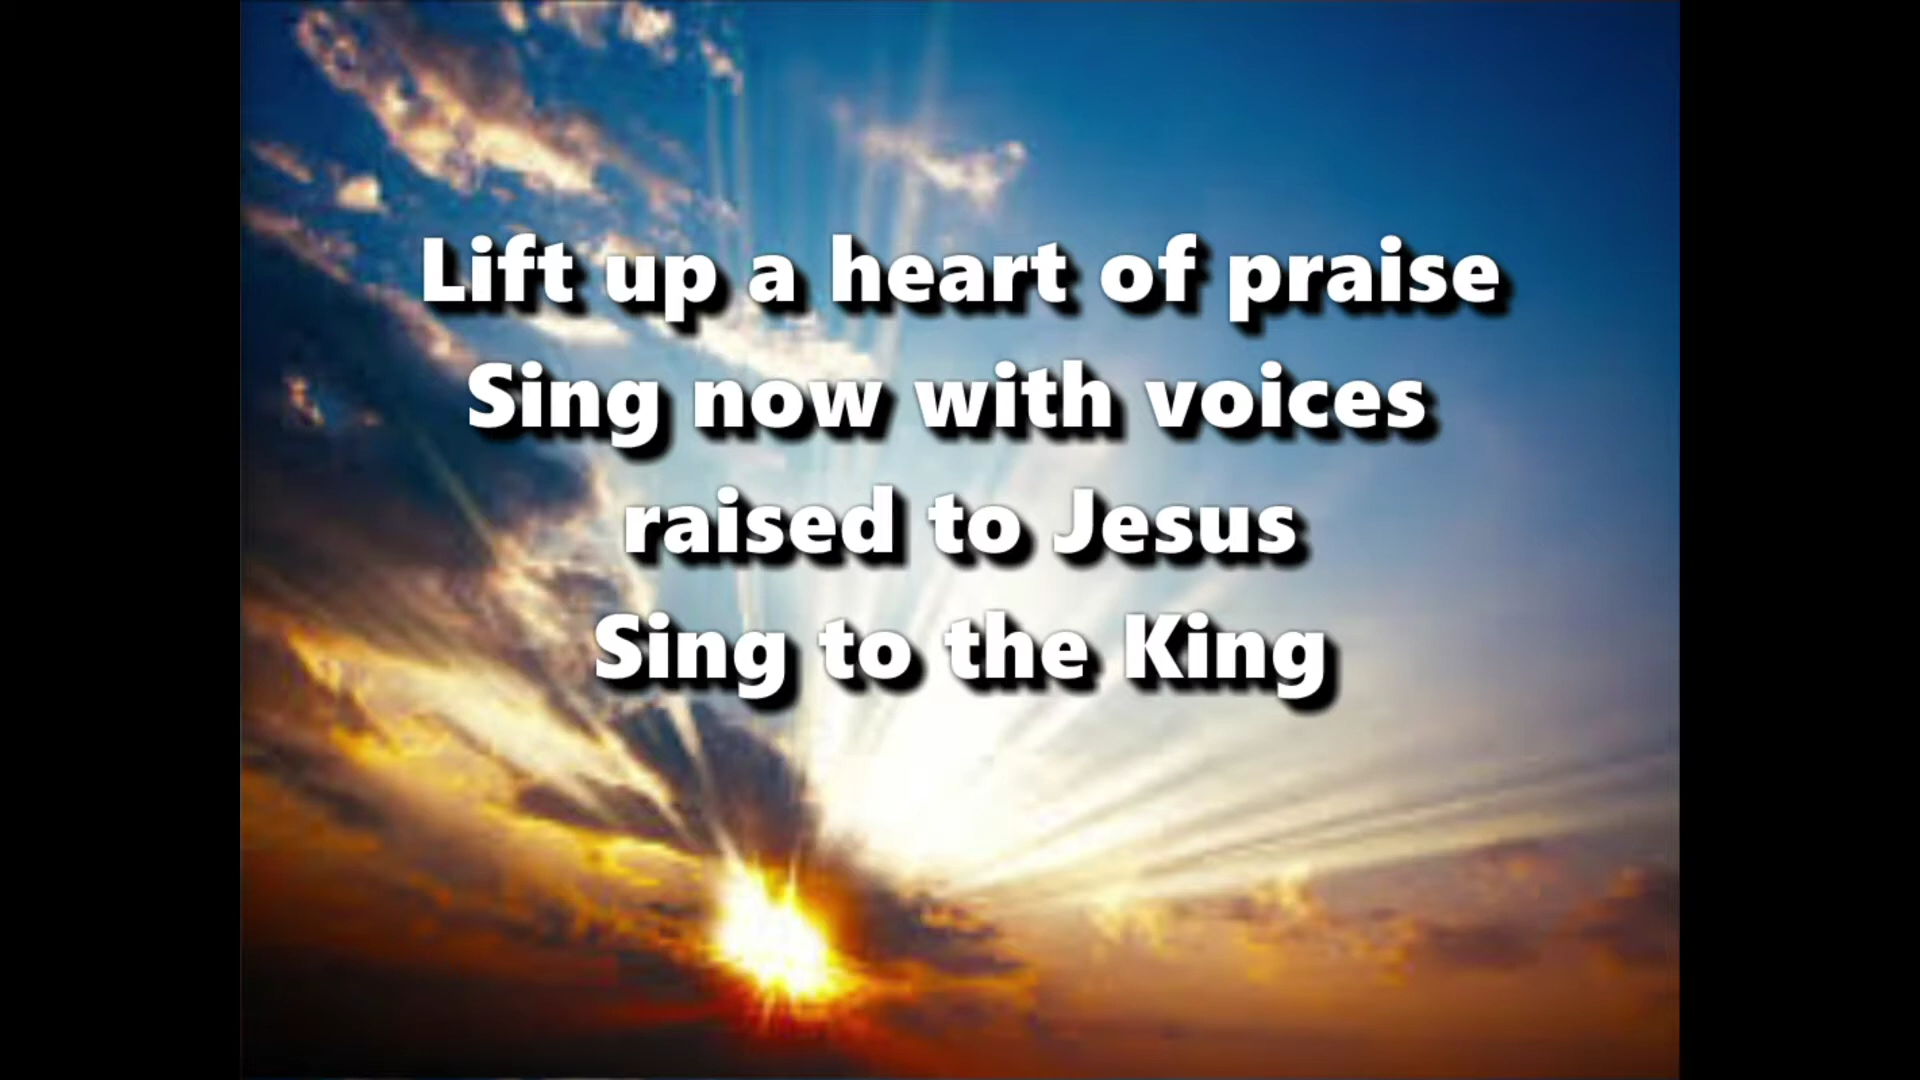 Lift up a heart of praise
Sing now with voices
raised to Jesus
Sing to the King